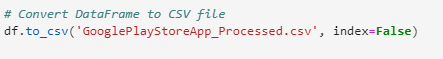 # Convert DataFrame to CSV file
df.to_csv('GooglePlayStoreApp_Processed.csv', index=False)